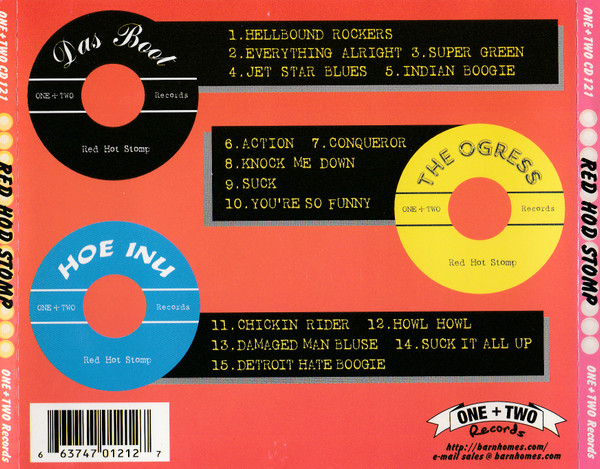 ONE+TWO CD 121
RED HOD STOMP
ONE+TWO Records
Das Boot
ONE+TWO Records
Red Hot Stomp
1.HELLBOUND ROCKERS
2.EVERYTHING ALRIGHT 3.SUPER GREEN
4.JET STAR BLUES 5.INDIAN BOOGIE
6.ACTION 7.CONQUEROR
8.KNOCK ME DOWN
9.SUCK
10.YOU'RE SO FUNNY
THE OGRESS
ONE+TWO Records
Red Hot Stomp
HOE INU
ONE+TWO Records
Red Hot Stomp
11.CHICKIN RIDER 12.HOWL HOWL
13.DAMAGED MAN BLUSE 14.SUCK IT ALL UP
15.DETROIT HATE BOOGIE
6 63747 01212 7
ONE + TWO
Records
http://barnhomes.com/
e-mail sales @ barnhomes.com
ONE+TWO CD 121
RED HOD STOMP
ONE+TWO Records